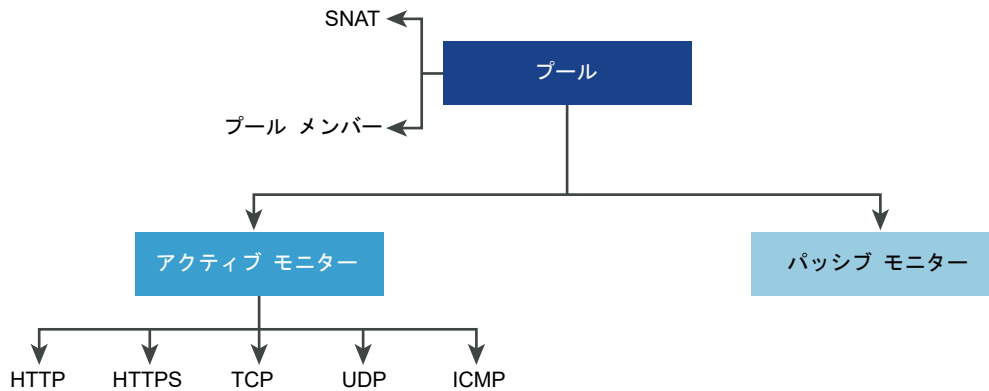 SNAT
プール
プール メンバー
アクティブ モニター
パッシブ モニター
HTTP
HTTPS
TCP
UDP
ICMP